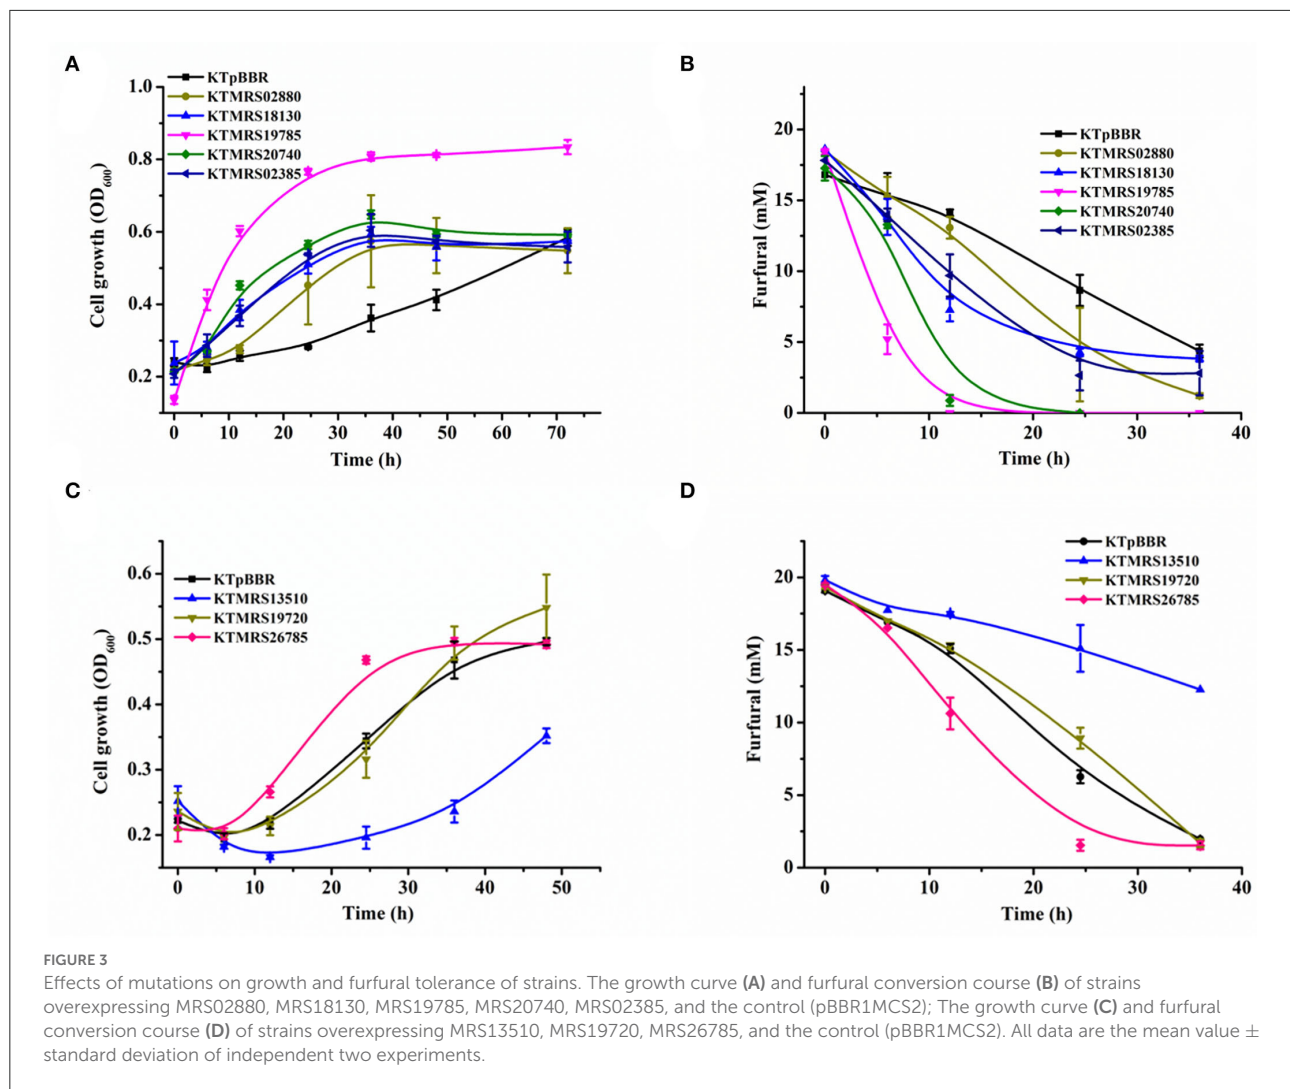 A
KTpBBR
KTMRS02880
KTMRS18130
KTMRS19785
KTMRS20740
KTMRS02385
Cell growth (OD600)
1.0
0.8
0.6
0.4
0.2
0 10 20 30 40 50 60 70
Time (h)
B
KTpBBR
KTMRS02880
KTMRS18130
KTMRS19785
KTMRS20740
KTMRS02385
Furfural (mM)
20
15
10
5
0
0 10 20 30 40
Time (h)
C
KTpBBR
KTMRS13510
KTMRS19720
KTMRS26785
Cell growth (OD600)
0.6
0.5
0.4
0.3
0.2
0 10 20 30 40 50
Time (h)
D
KTpBBR
KTMRS13510
KTMRS19720
KTMRS26785
Furfural (mM)
20
15
10
5
0
0 10 20 30 40
Time (h)
FIGURE 3
Effects of mutations on growth and furfural tolerance of strains. The growth curve (A) and furfural conversion course (B) of strains
overexpressing MRS02880, MRS18130, MRS19785, MRS20740, MRS02385, and the control (pBBR1MCS2); The growth curve (C) and furfural
conversion course (D) of strains overexpressing MRS13510, MRS19720, MRS26785, and the control (pBBR1MCS2). All data are the mean value ±
standard deviation of independent two experiments.